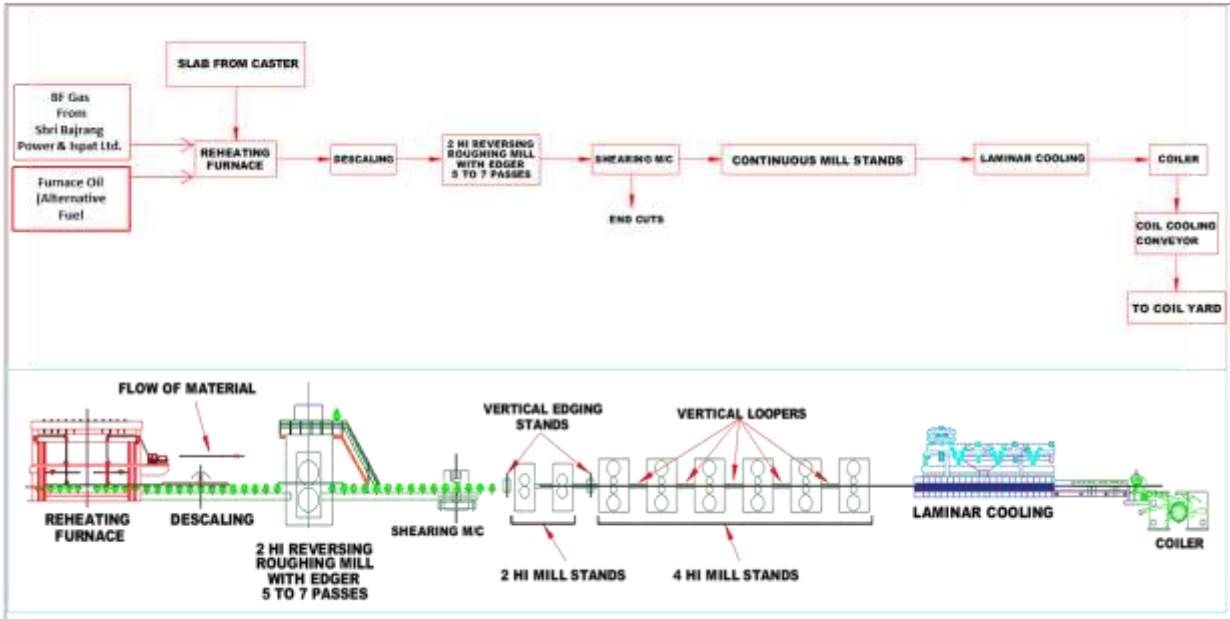 SLAB FROM CASTER
BF Gas
From
Shri Bajrang
Power & Ispat Ltd.
Furnace Oil
(Alternative
Fuel
REHEATING
FURNACE
DESCALING
2 HI REVERSING
ROUGHING MILL
WITH EDGER
5 TO 7 PASSES
SHEARING M/C
END CUTS
CONTINUOUS MILL STANDS
LAMINAR COOLING
COILER
COIL COOLING
CONVEYOR
TO COIL YARD
FLOW OF MATERIAL
VERTICAL EDGING
STANDS
VERTICAL LOOPERS
REHEATING
FURNACE
DESCALING
2 HI REVERSING
ROUGHING MILL
WITH EDGER
5 TO 7 PASSES
SHEARING M/C
2 HI MILL STANDS
4 HI MILL STANDS
LAMINAR COOLING
COILER